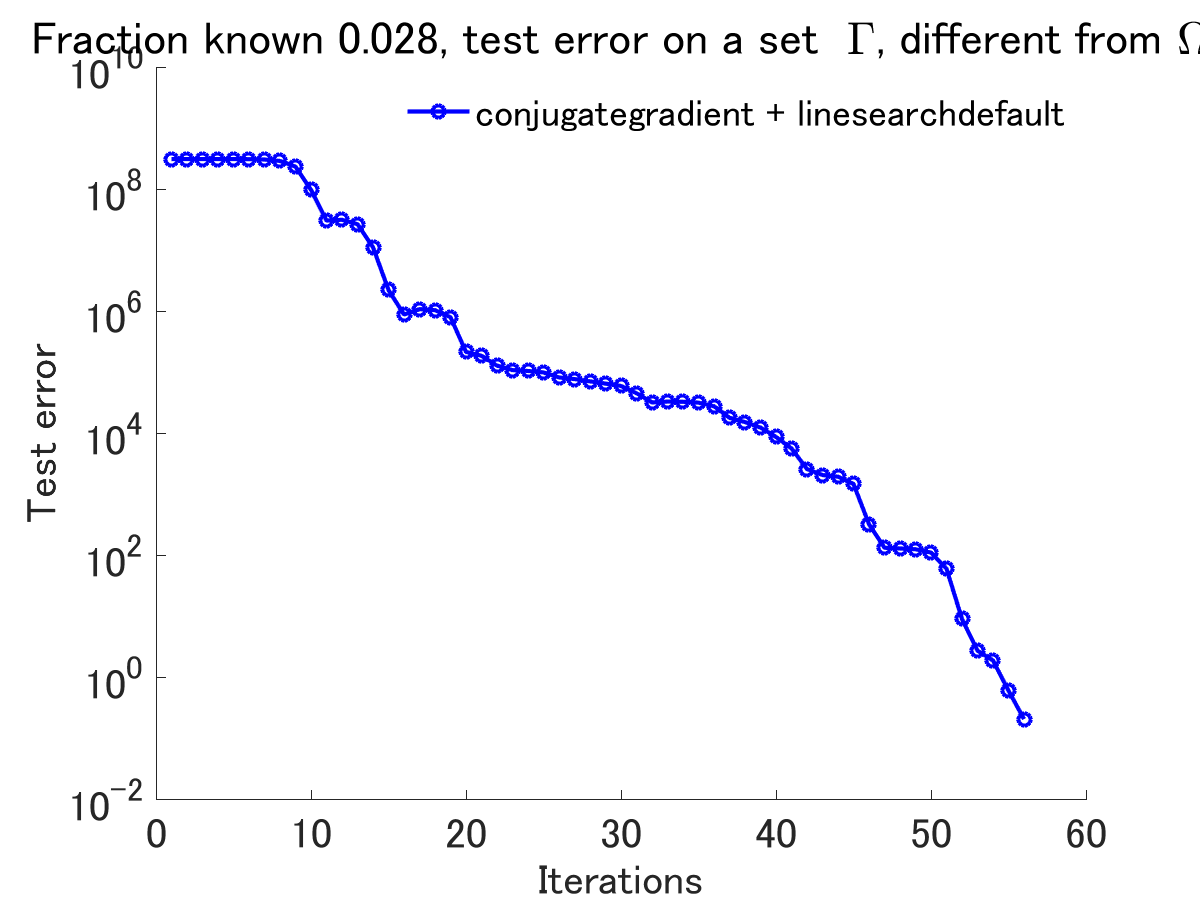 Fraction known 0.028, test error on a set Γ, different from Ω
10^10
conjugategradient + linesearchdefault
10^8
10^6
10^4
10^2
10^0
10^−2
Test error
0 10 20 30 40 50 60
Iterations